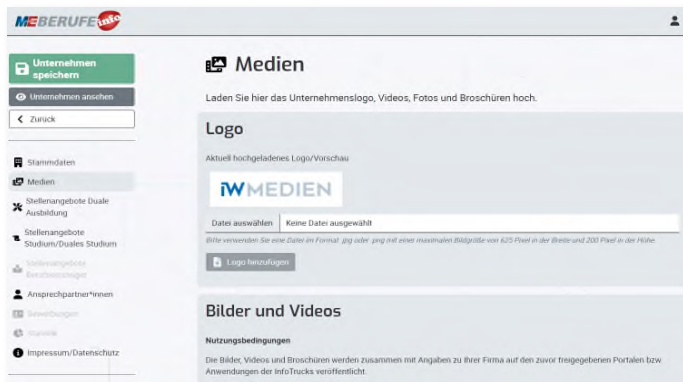 MEBERUFE info
Unternehmen
speichern
Unternehmen ansehen
Zurück
Stammdaten
Medien
Stellenangebote Duale
Ausbildung
Stellenangebote
Studium/Duales Studium
Stellenangebote
Berufseinsteiger
Ansprechpartner*innen
Bewerbungen
Statistik
Impressum/Datenschutz
Medien
Laden Sie hier das Unternehmenslogo, Videos, Fotos und Broschüren hoch.
Logo
Aktuell hochgeladenes Logo/Vorschau
iWMEDIEN
Datei auswählen Keine Datei ausgewählt
Bitte verwenden Sie eine Datei im Format .jpg oder .png mit einer maximalen Bildgröße von 625 Pixel in der Breite und 200 Pixel in der Höhe.
Logo hinzufügen
Bilder und Videos
Nutzungsbedingungen
Die Bilder, Videos und Broschüren werden zusammen mit Angaben zu Ihrer Firma auf den zuvor freigegebenen Portalen bzw.
Anwendungen der InfoTrucks veröffentlicht